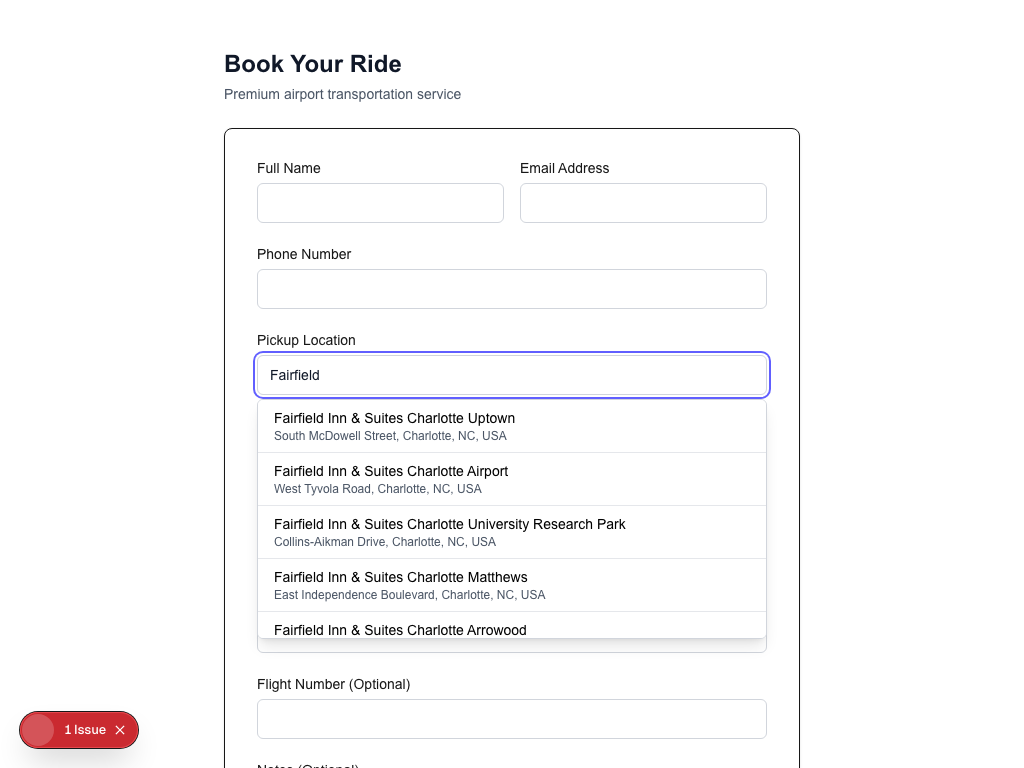 Book Your Ride
Premium airport transportation service
Full Name
Email Address
Phone Number
Pickup Location
Fairfield
Fairfield Inn & Suites Charlotte Uptown
South McDowell Street, Charlotte, NC, USA
Fairfield Inn & Suites Charlotte Airport
West Tyvola Road, Charlotte, NC, USA
Fairfield Inn & Suites Charlotte University Research Park
Collins-Aikman Drive, Charlotte, NC, USA
Fairfield Inn & Suites Charlotte Matthews
East Independence Boulevard, Charlotte, NC, USA
Fairfield Inn & Suites Charlotte Arrowood
Flight Number (Optional)
1 Issue
Notes (Optional)